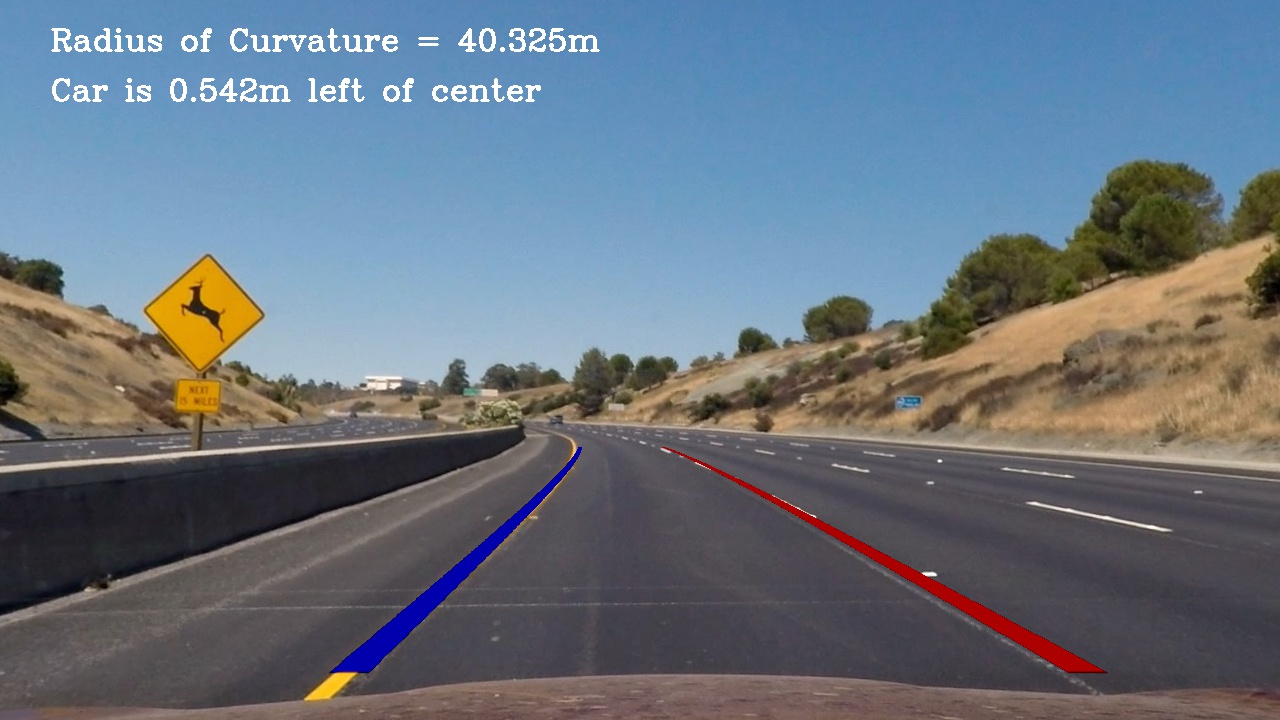 Radius of Curvature = 40.325m
Car is 0.542m left of center
NEXT
15 MILES